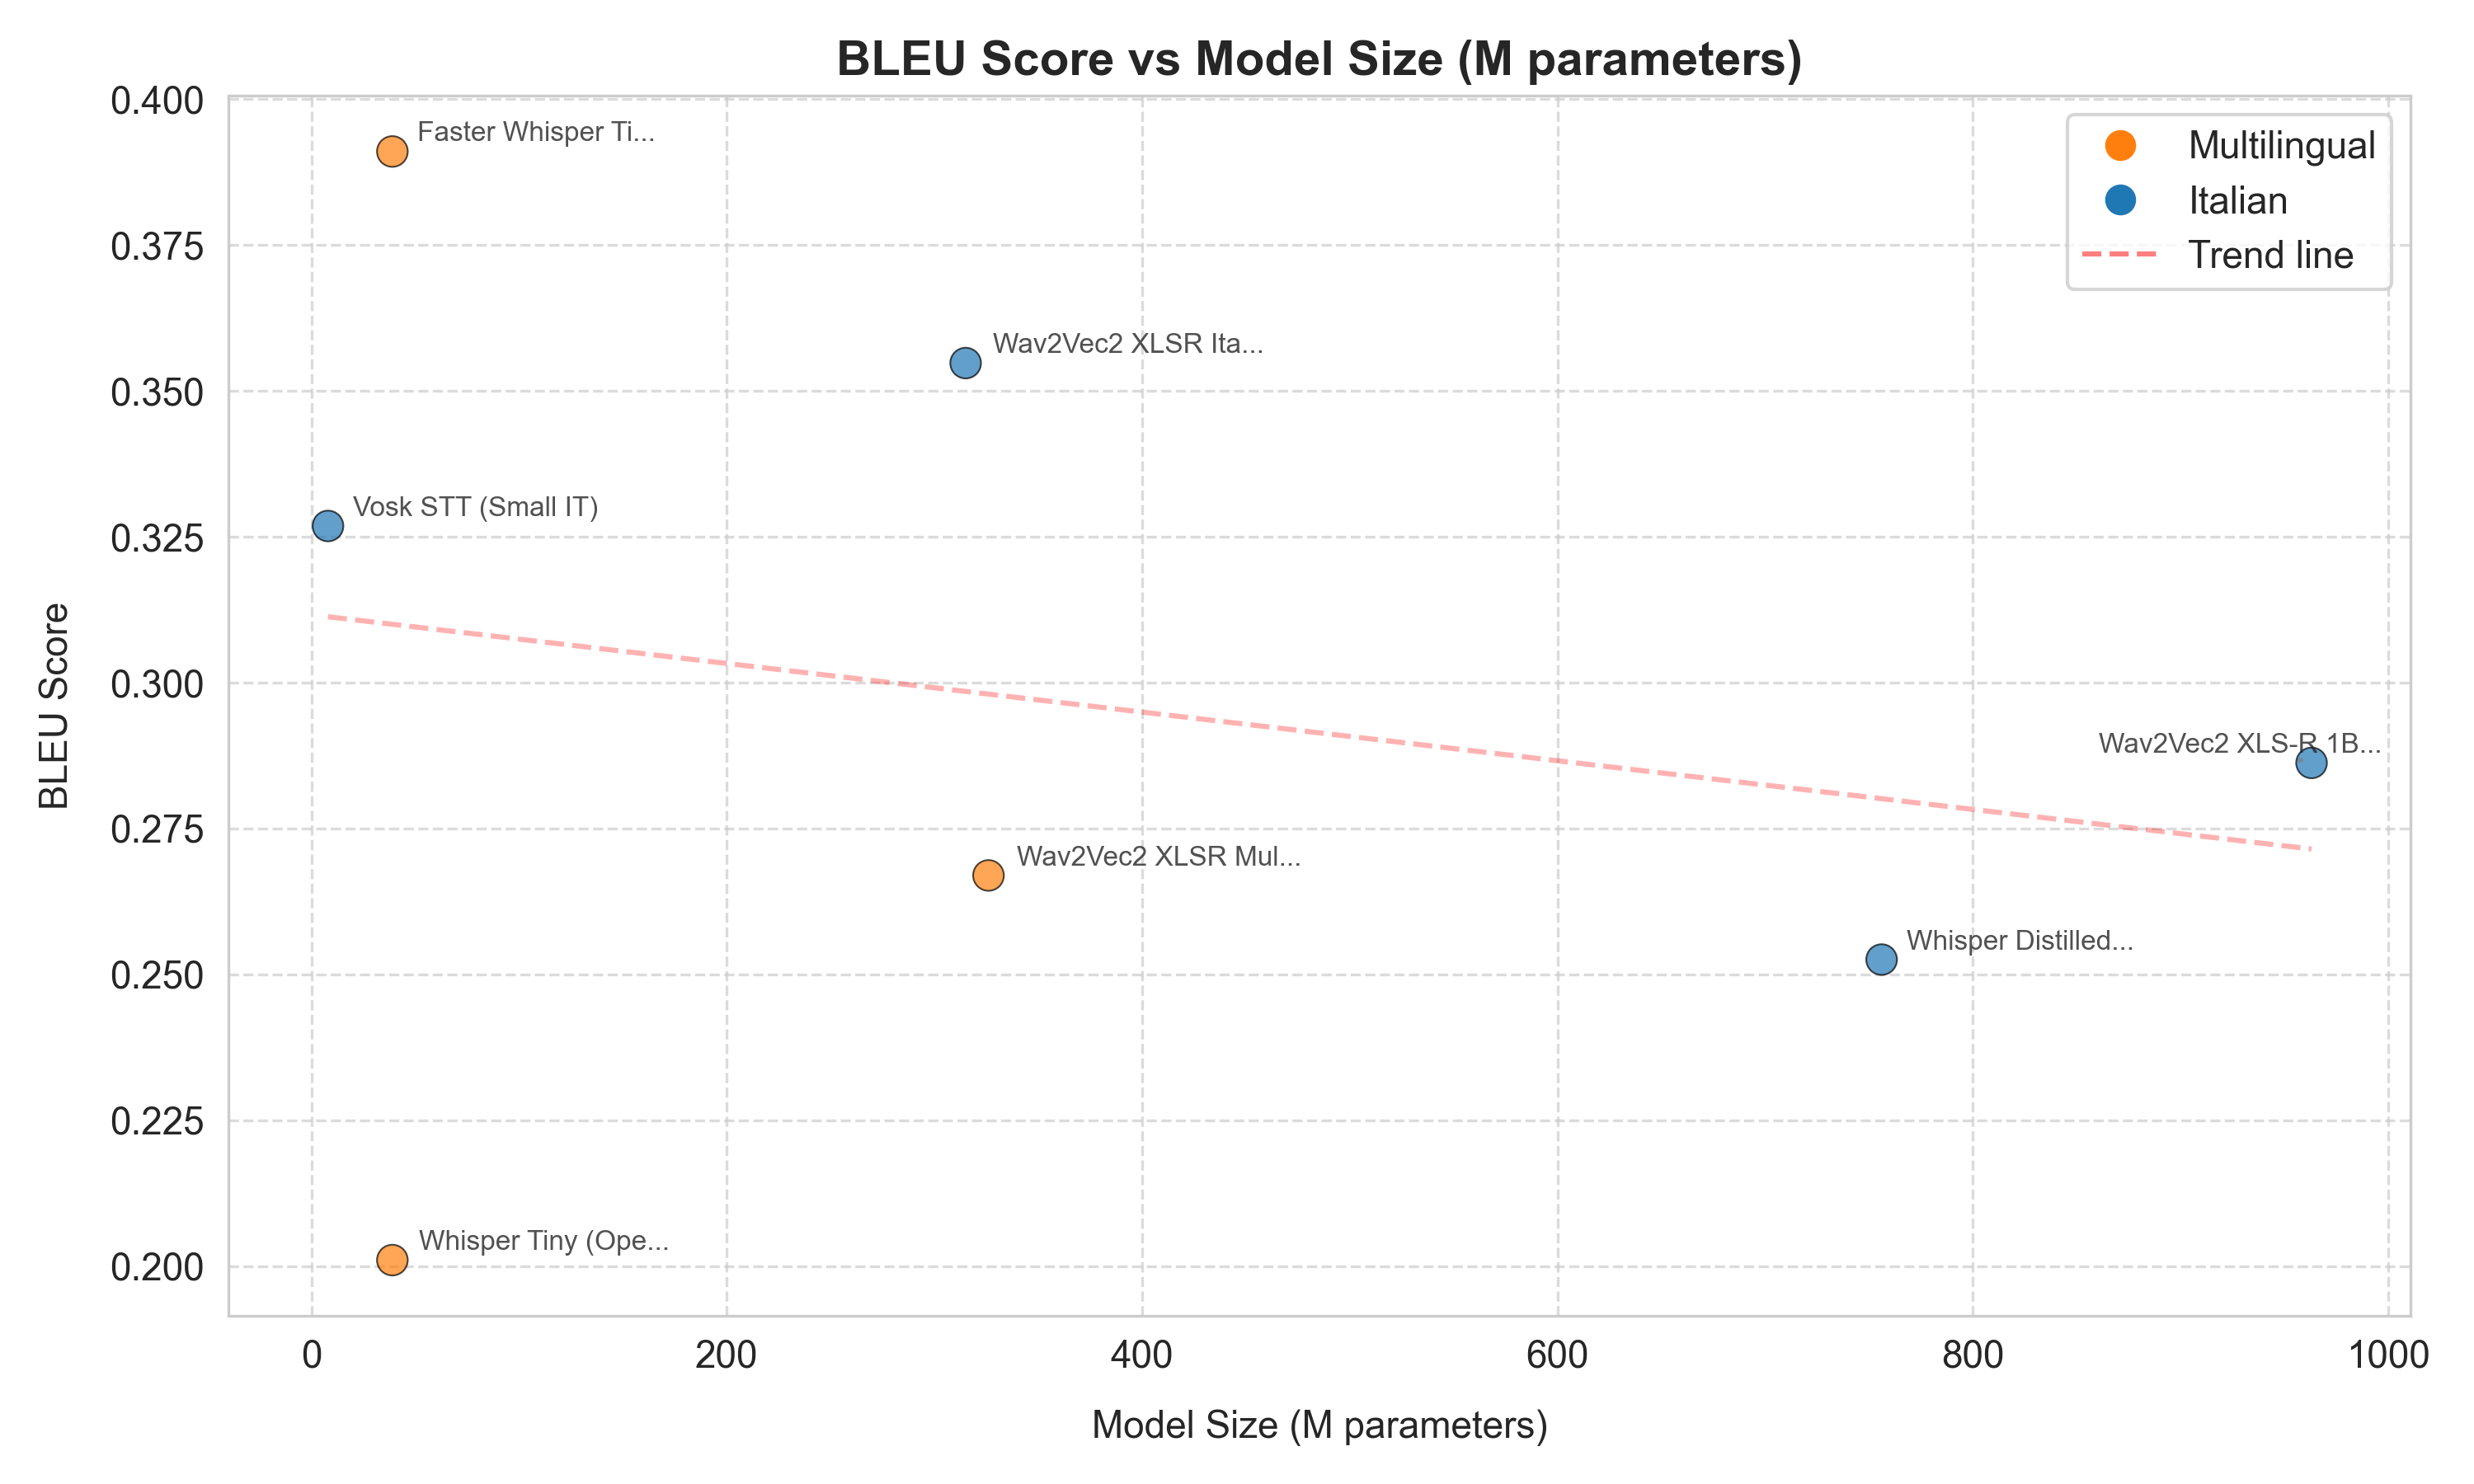 BLEU Score vs Model Size (M parameters)
0.400
0.375
0.350
0.325
0.300
0.275
0.250
0.225
0.200
BLEU Score
Faster Whisper Ti...
Wav2Vec2 XLSR Ita...
Vosk STT (Small IT)
Wav2Vec2 XLS-R 1B...
Wav2Vec2 XLSR Mul...
Whisper Distilled...
Whisper Tiny (Ope...
Multilingual
Italian
Trend line
0 200 400 600 800 1000
Model Size (M parameters)